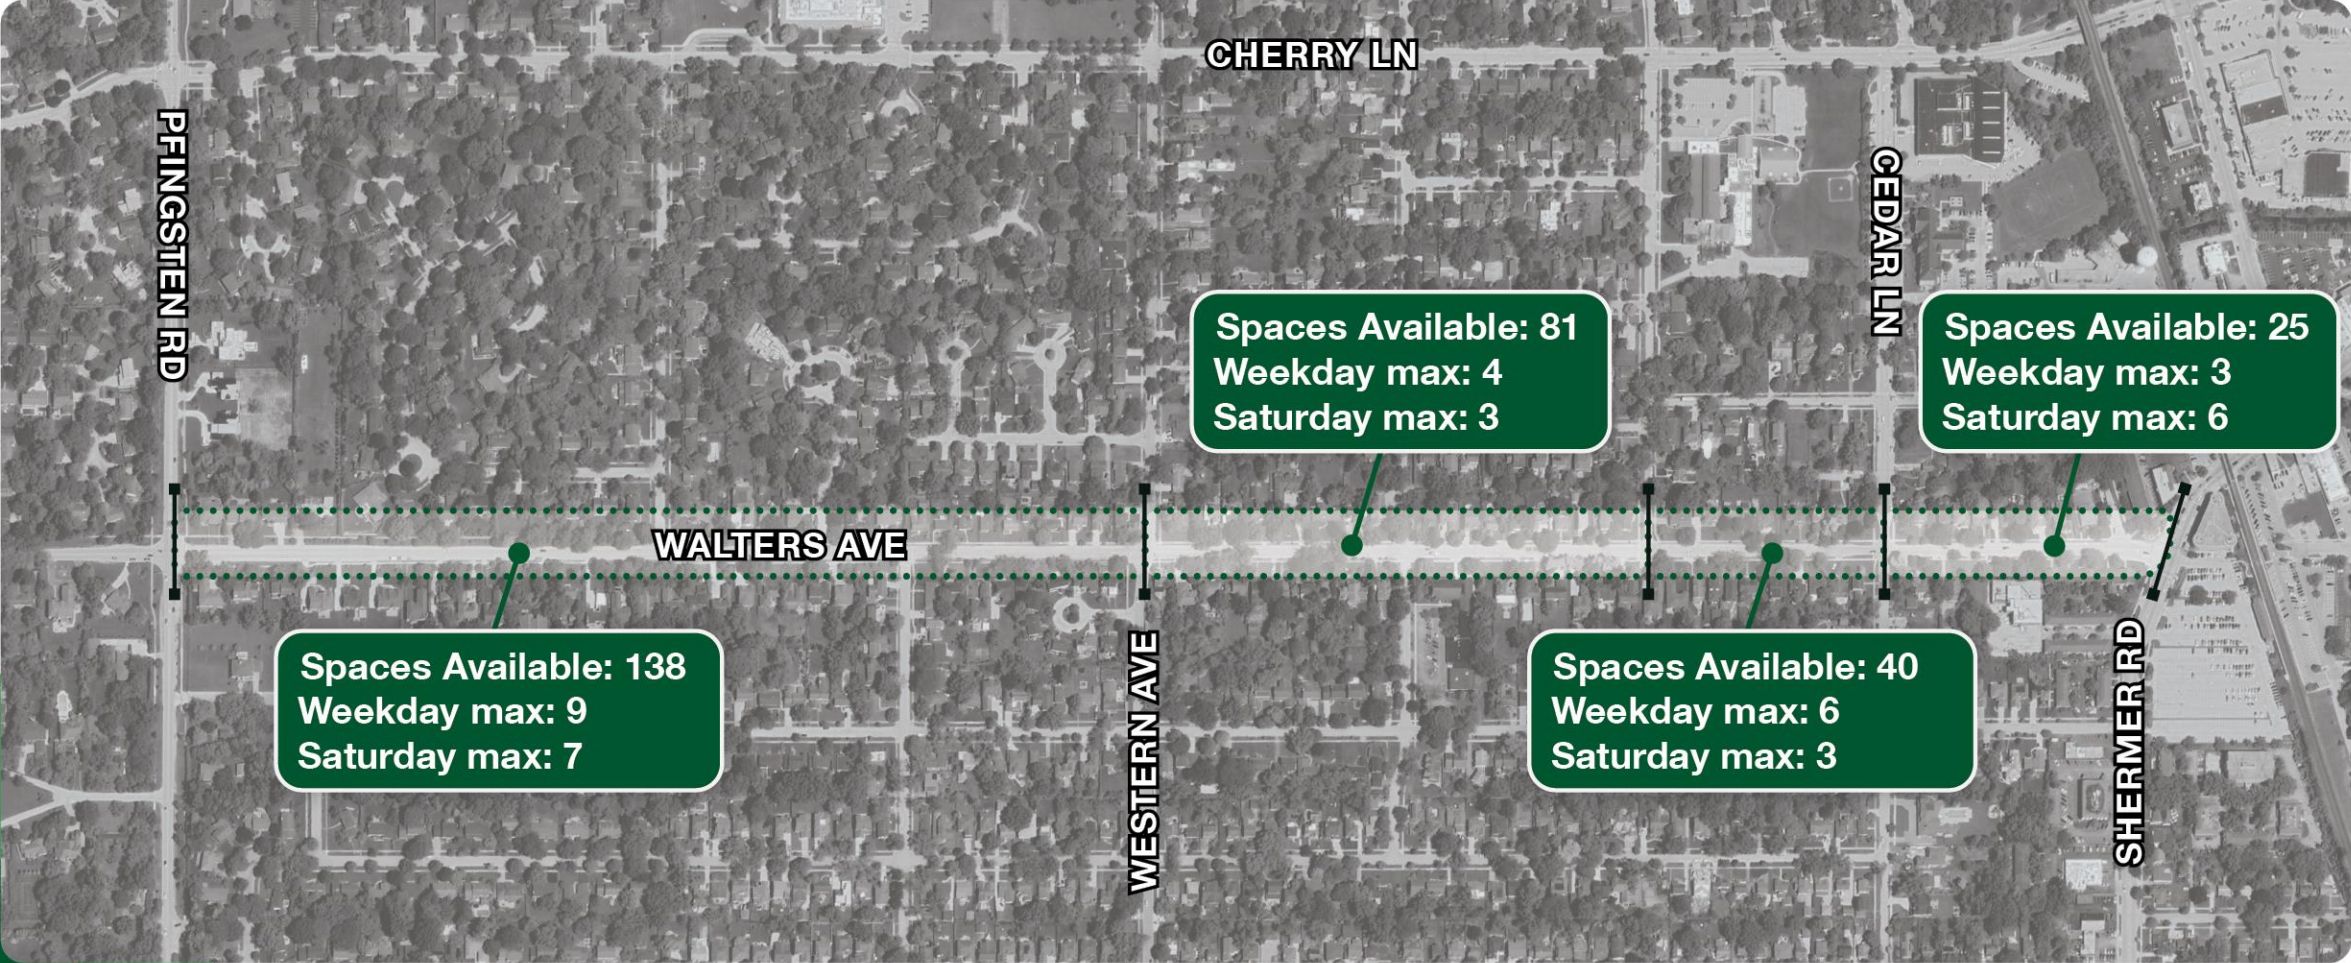 CHERRY LN
PFINGSTEN RD
CEDAR LN
Spaces Available: 81
Weekday max: 4
Saturday max: 3
Spaces Available: 25
Weekday max: 3
Saturday max: 6
WALTERS AVE
Spaces Available: 138
Weekday max: 9
Saturday max: 7
WESTERN AVE
Spaces Available: 40
Weekday max: 6
Saturday max: 3
SHERMER RD